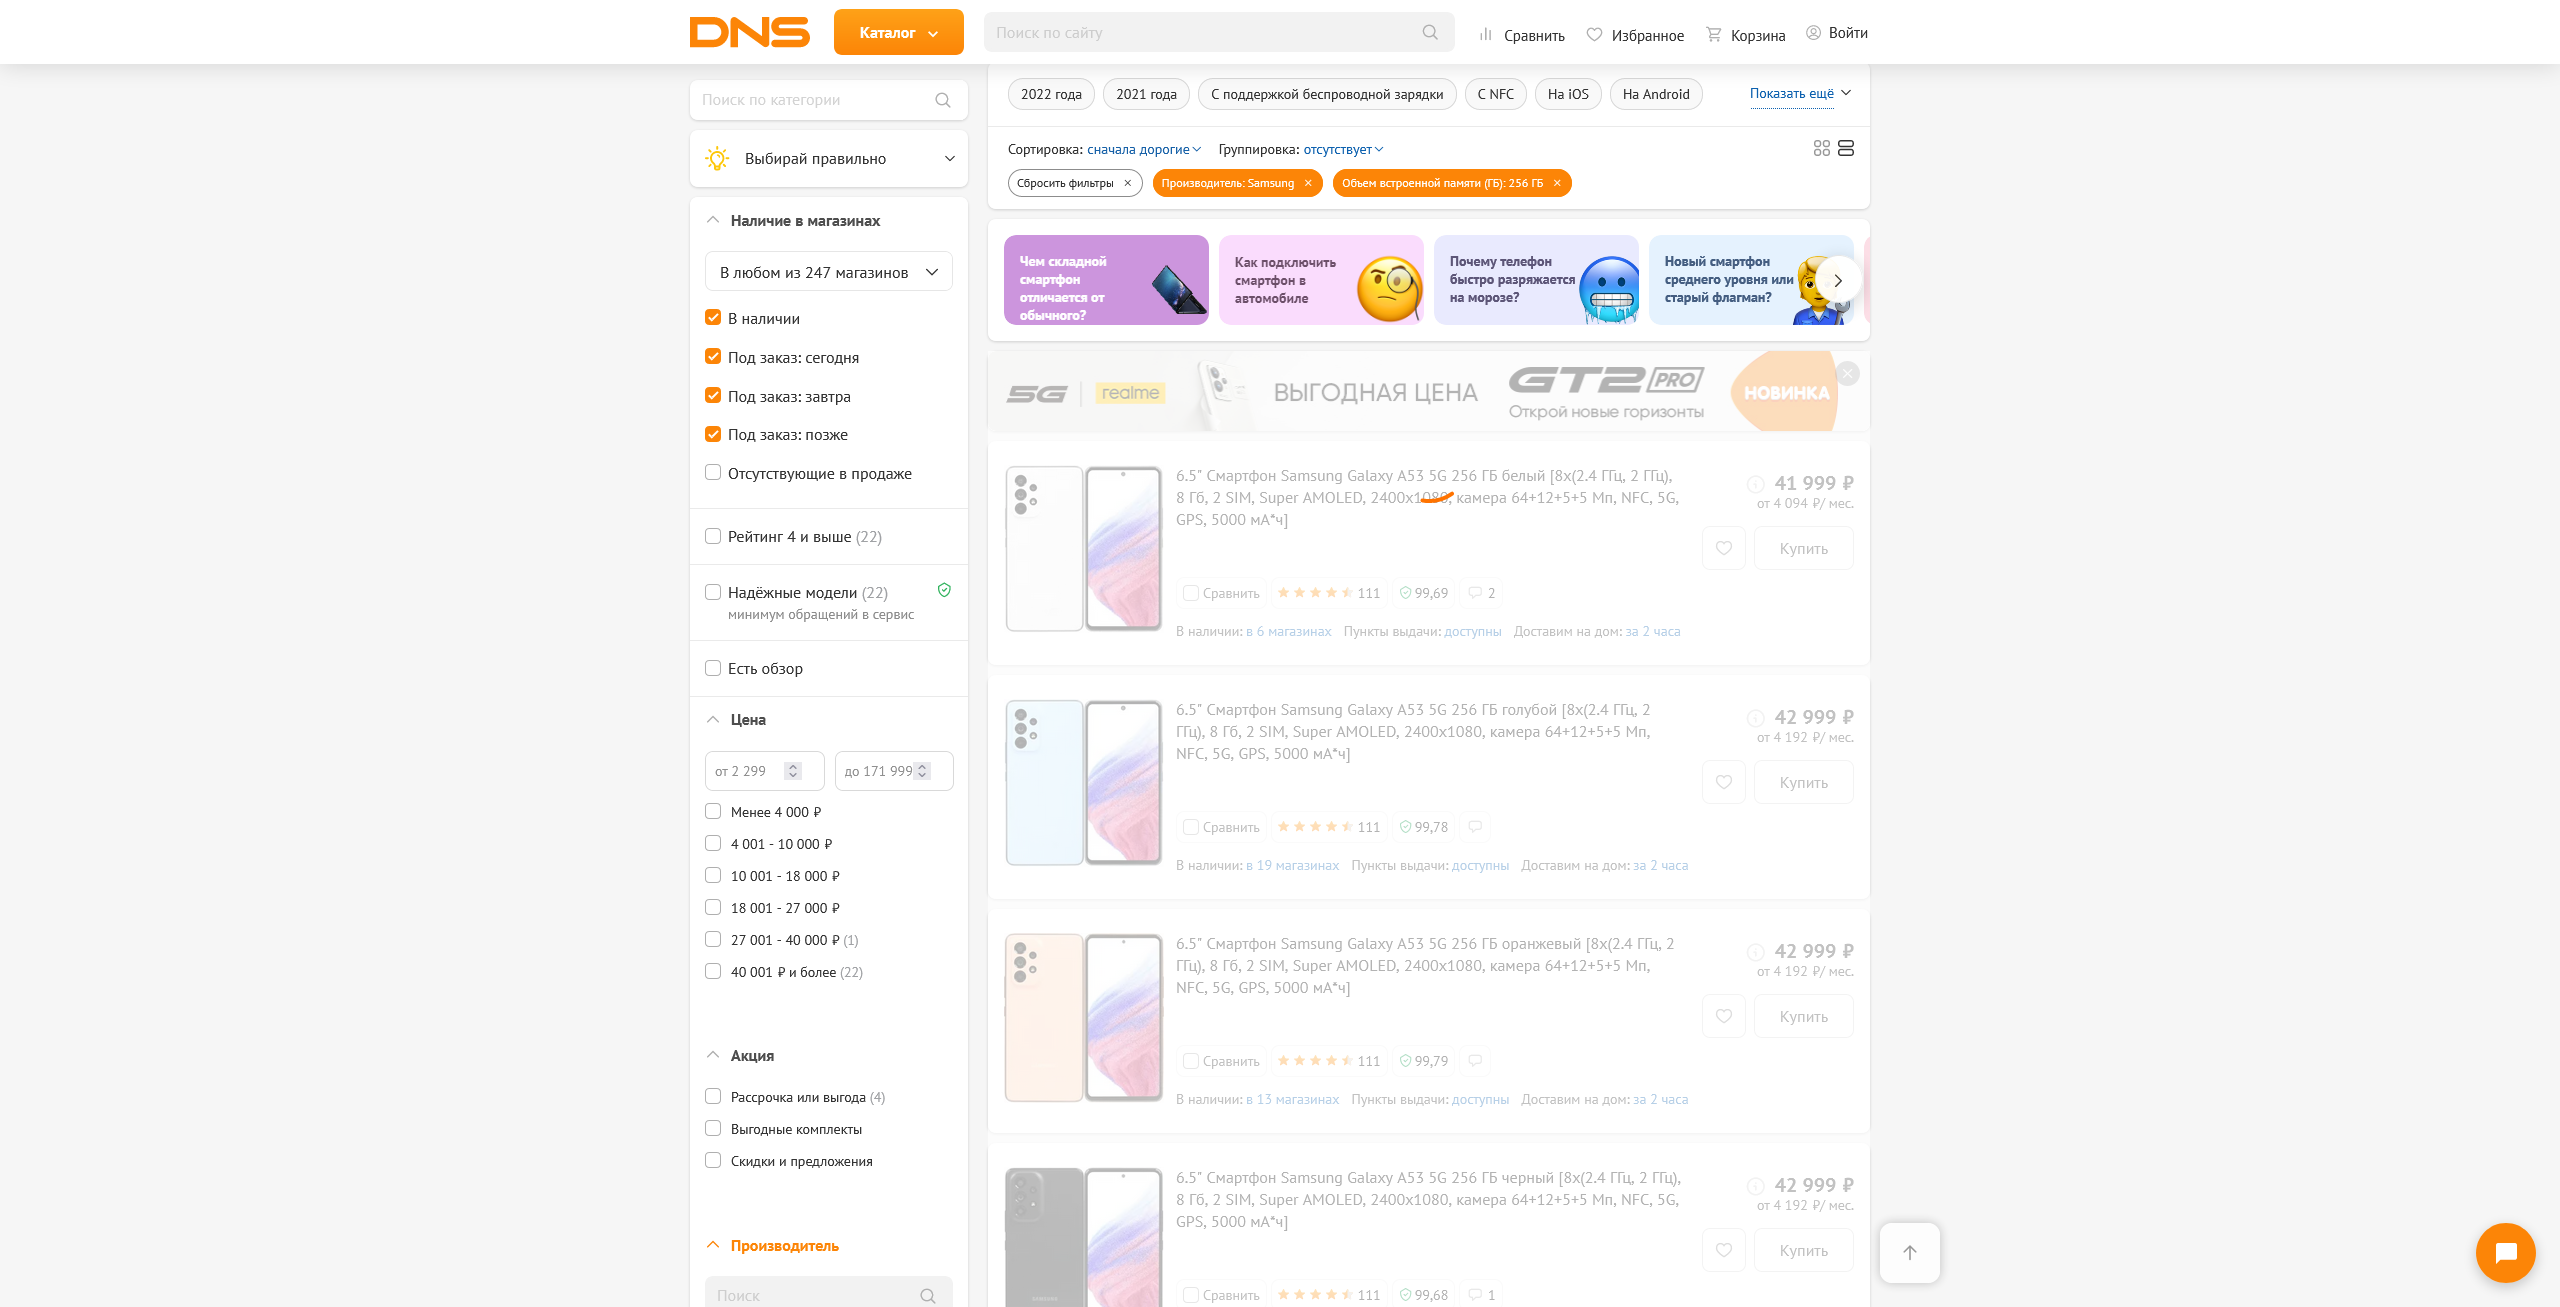 DNS
Каталог
Поиск по сайту
Сравнить
Избранное
Корзина
Войти
Поиск по категории
Выбирай правильно
Наличие в магазинах
В любом из 247 магазинов
В наличии
Под заказ: сегодня
Под заказ: завтра
Под заказ: позже
Отсутствующие в продаже
Рейтинг 4 и выше (22)
Надёжные модели (22)
минимум обращений в сервис
Есть обзор
Цена
от 2 299
до 171 999
Менее 4 000 ₽
4 001 - 10 000 ₽
10 001 - 18 000 ₽
18 001 - 27 000 ₽
27 001 - 40 000 ₽ (1)
40 001 ₽ и более (22)
Акция
Рассрочка или выгода (4)
Выгодные комплекты
Скидки и предложения
Производитель
Поиск
2022 года
2021 года
С поддержкой беспроводной зарядки
С NFC
На iOS
На Android
Показать ещё
Сортировка: сначала дорогие
Группировка: отсутствует
Сбросить фильтры
Производитель: Samsung
Объем встроенной памяти (ГБ): 256 ГБ
Чем складной
смартфон
отличается от
обычного?
Как подключить
смартфон в
автомобиле
Почему телефон
быстро разряжается
на морозе?
Новый смартфон
среднего уровня или
старый флагман?
5G
realme
ВЫГОДНАЯ ЦЕНА
GT2 PRO
Открой новые горизонты
НОВИНКА
6.5" Смартфон Samsung Galaxy A53 5G 256 ГБ белый [8x(2.4 ГГц, 2 ГГц),
8 Гб, 2 SIM, Super AMOLED, 2400x1080, камера 64+12+5+5 Мп, NFC, 5G,
GPS, 5000 мА*ч]
41 999 ₽
от 4 094 ₽/ мес.
Купить
Сравнить
111
99,69
2
В наличии: в 6 магазинах
Пункты выдачи: доступны
Доставим на дом: за 2 часа
6.5" Смартфон Samsung Galaxy A53 5G 256 ГБ голубой [8x(2.4 ГГц, 2
ГГц), 8 Гб, 2 SIM, Super AMOLED, 2400x1080, камера 64+12+5+5 Мп,
NFC, 5G, GPS, 5000 мА*ч]
42 999 ₽
от 4 192 ₽/ мес.
Купить
Сравнить
111
99,78
В наличии: в 19 магазинах
Пункты выдачи: доступны
Доставим на дом: за 2 часа
6.5" Смартфон Samsung Galaxy A53 5G 256 ГБ оранжевый [8x(2.4 ГГц, 2
ГГц), 8 Гб, 2 SIM, Super AMOLED, 2400x1080, камера 64+12+5+5 Мп,
NFC, 5G, GPS, 5000 мА*ч]
42 999 ₽
от 4 192 ₽/ мес.
Купить
Сравнить
111
99,79
В наличии: в 13 магазинах
Пункты выдачи: доступны
Доставим на дом: за 2 часа
6.5" Смартфон Samsung Galaxy A53 5G 256 ГБ черный [8x(2.4 ГГц, 2 ГГц),
8 Гб, 2 SIM, Super AMOLED, 2400x1080, камера 64+12+5+5 Мп, NFC, 5G,
GPS, 5000 мА*ч]
42 999 ₽
от 4 192 ₽/ мес.
Купить
Сравнить
111
99,68
1